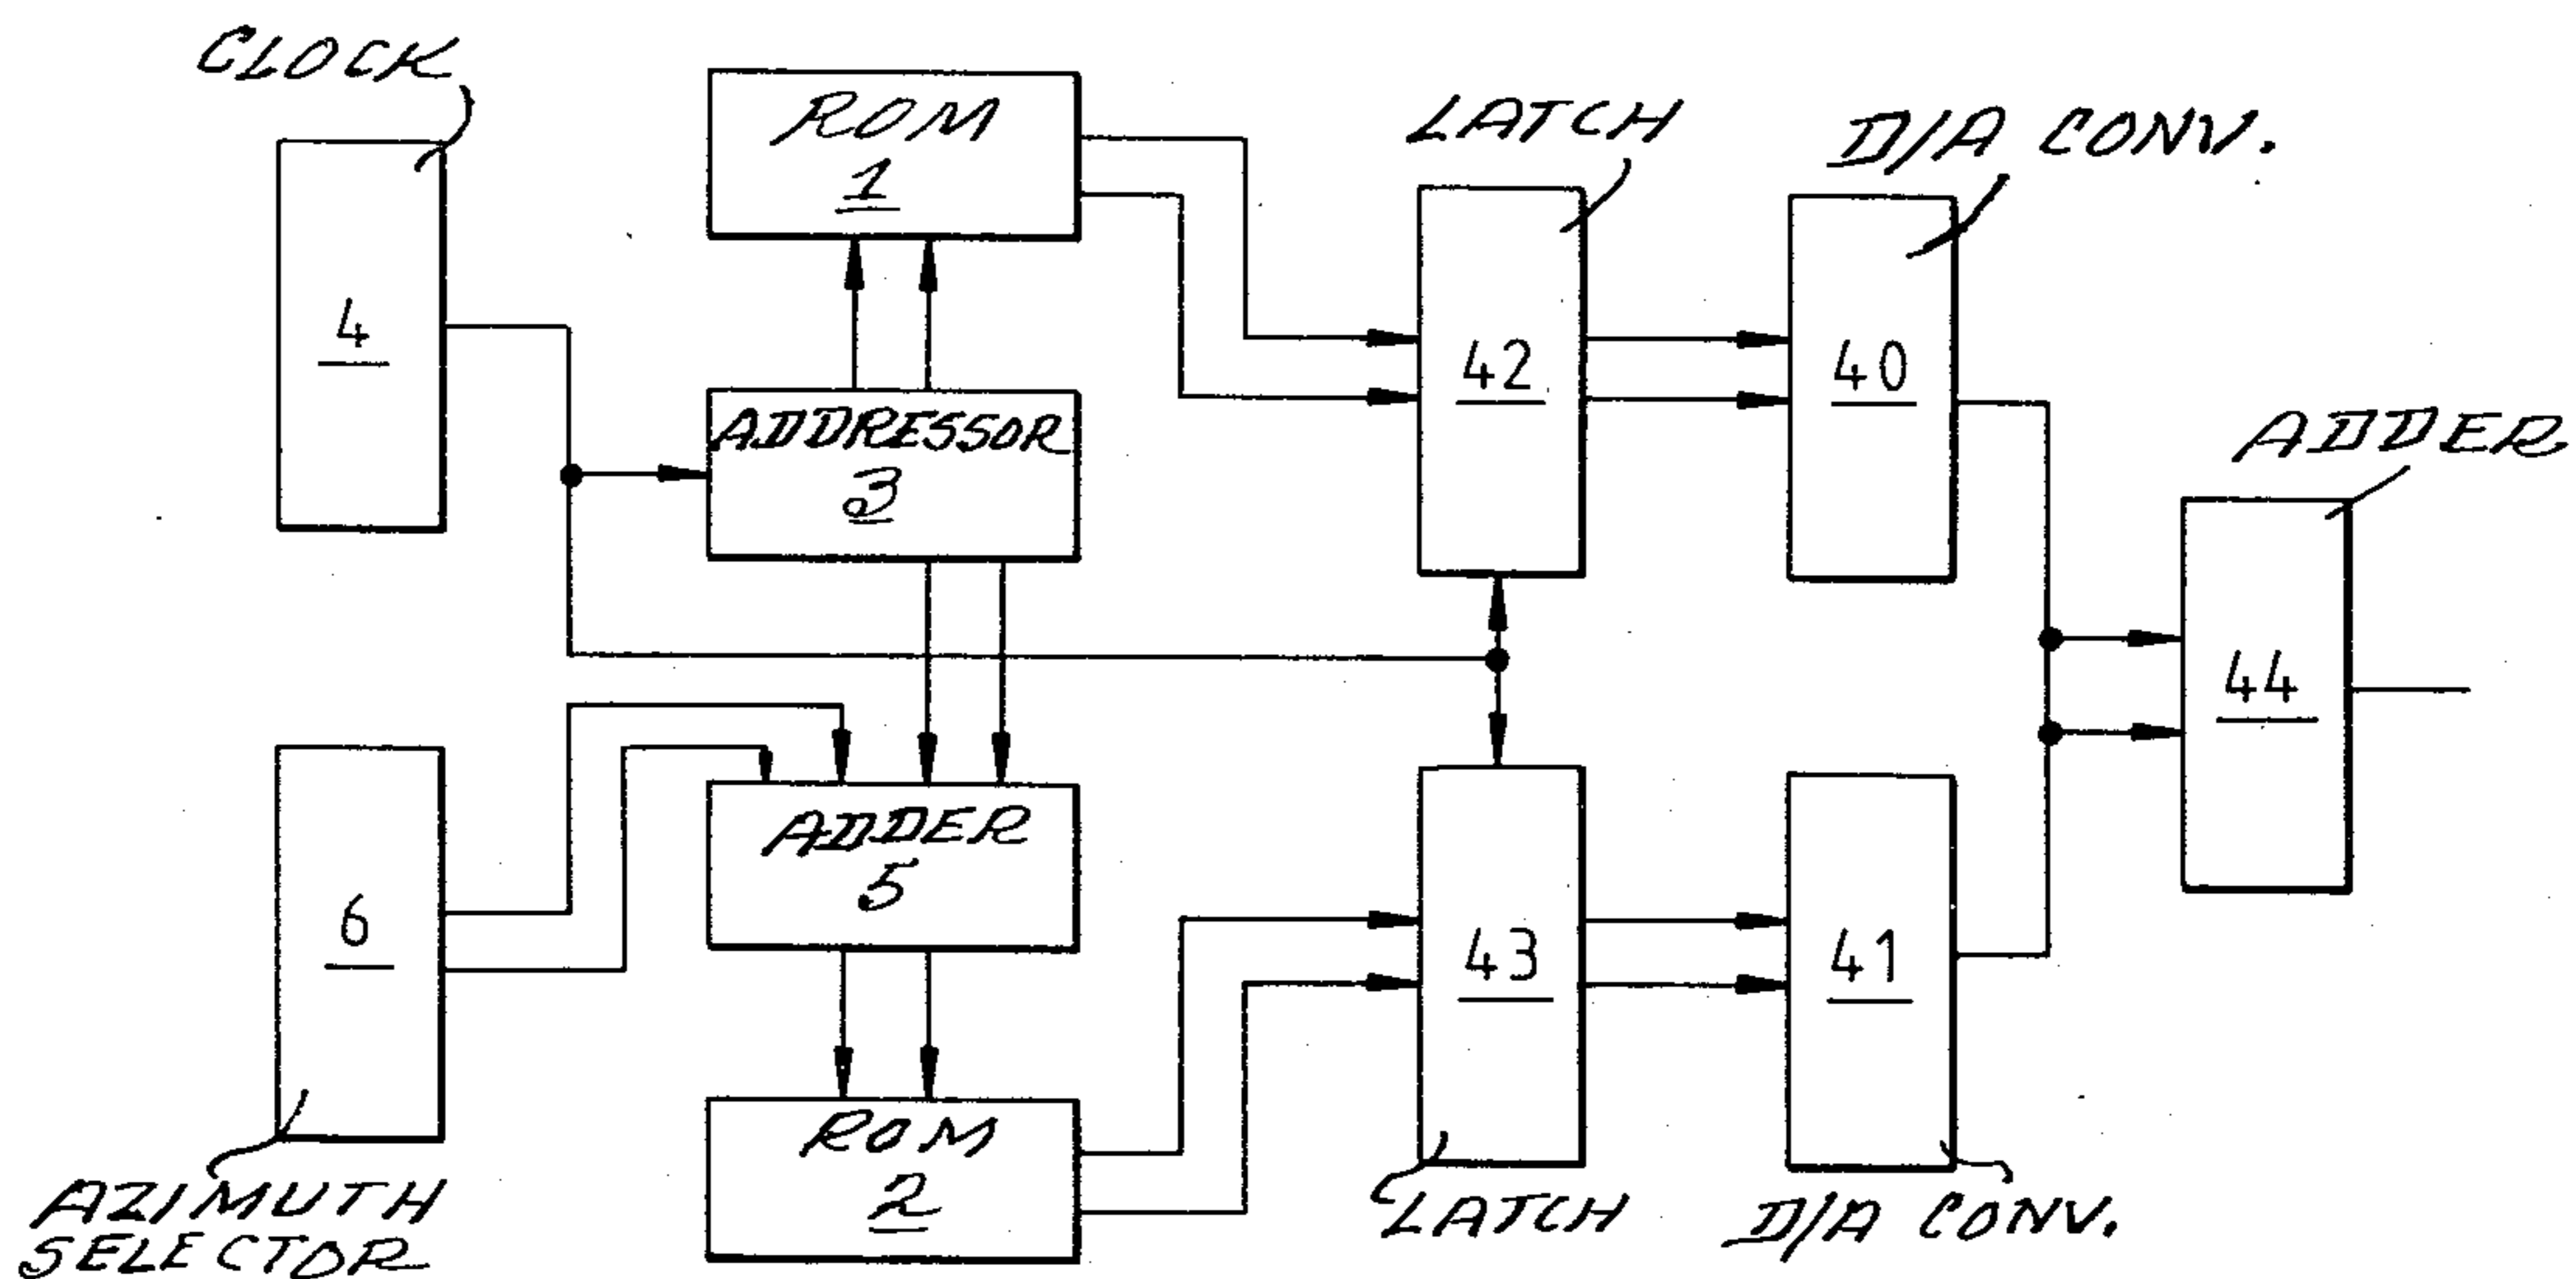 CLOCK
ROM
1
LATCH
D/A CONV.
4
42
40
ADDRESSOR
3
ADDER
44
6
ADDER
5
43
41
ROM
2
AZIMUTH
SELECTOR
LATCH
D/A CONV.